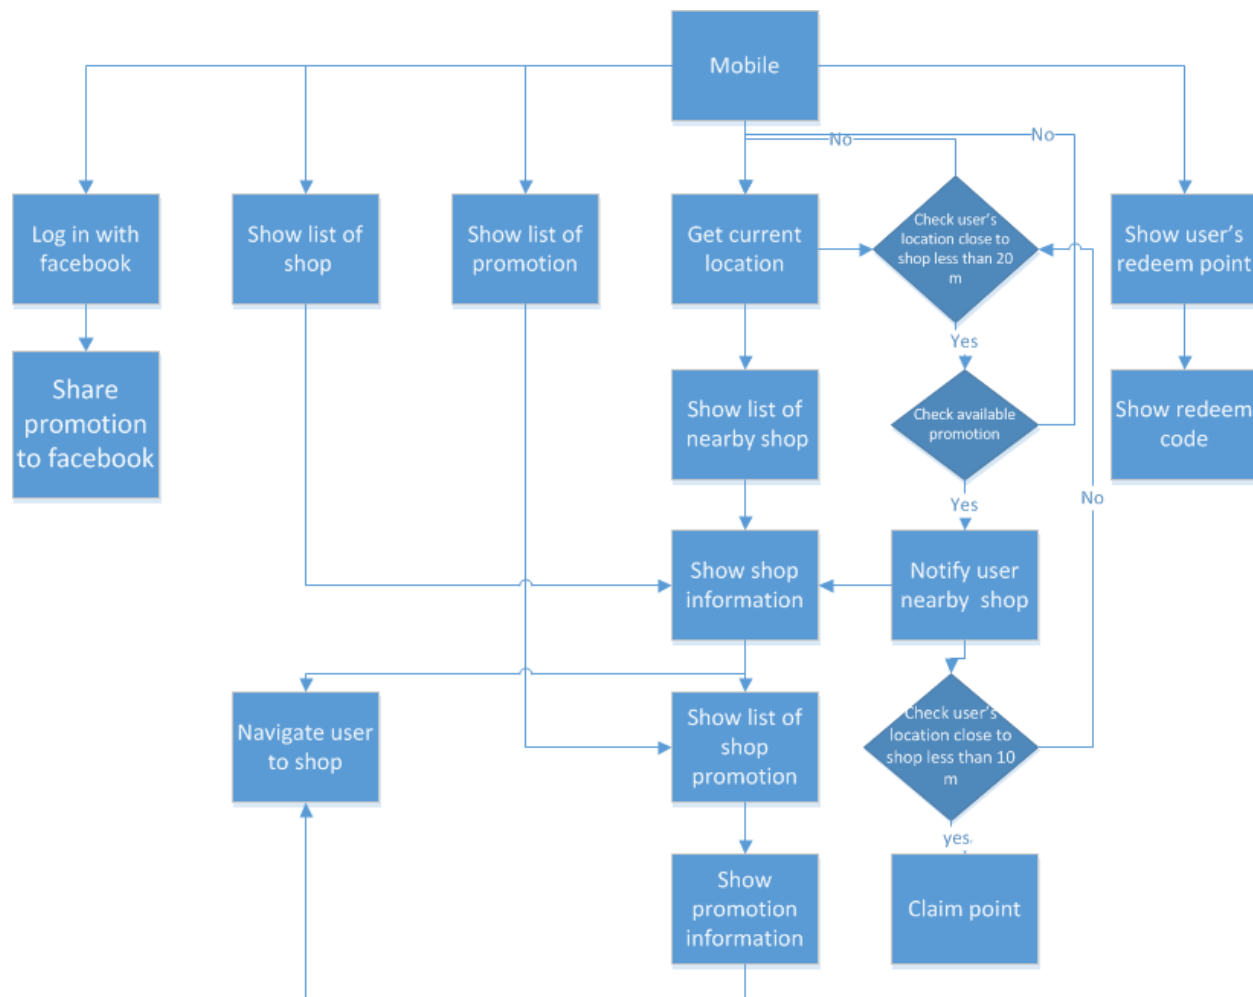 Mobile
No
No
Log in with
facebook
Show list of
shop
Show list of
promotion
Get current
location
Check user's
location close to
shop less than 20
m
Show user's
redeem point
Yes
Share
promotion
to facebook
Show list of
nearby shop
Check available
promotion
Show redeem
code
Yes
No
Show shop
information
Notify user
nearby shop
Navigate user
to shop
Show list of
shop
promotion
Check user's
location close to
shop less than 10
m
yes
Show
promotion
information
Claim point